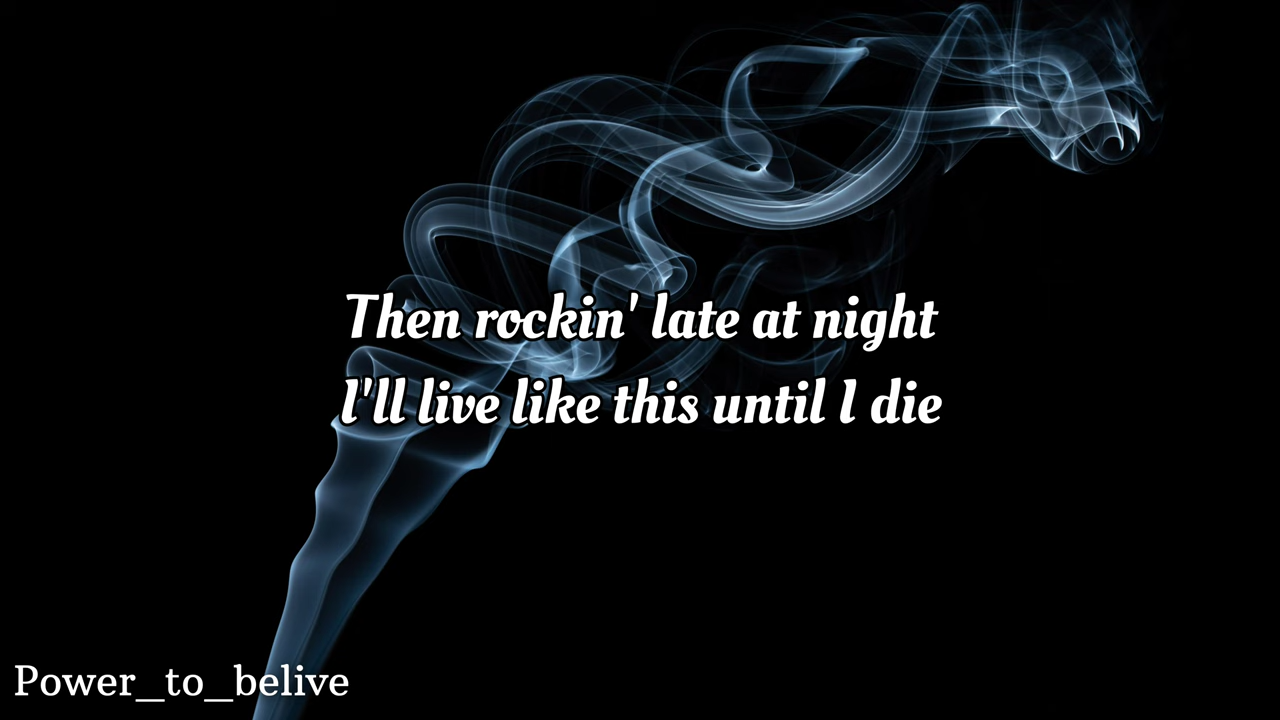 Then rockin' late at night
I'll live like this until I die
Power_to_belive